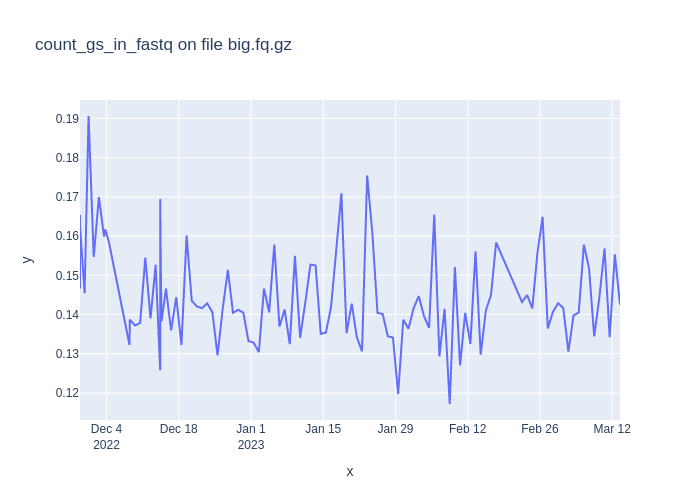 count_gs_in_fastq on file big.fq.gz
0.19
0.18
0.17
0.16
0.15
0.14
0.13
0.12
y
Dec 4
2022
Dec 18
Jan 1
2023
Jan 15
Jan 29
Feb 12
Feb 26
Mar 12
x